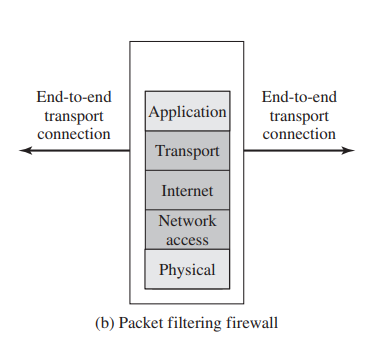 End-to-end
transport
connection
End-to-end
transport
connection
Application
Transport
Internet
Network
access
Physical
(b) Packet filtering firewall